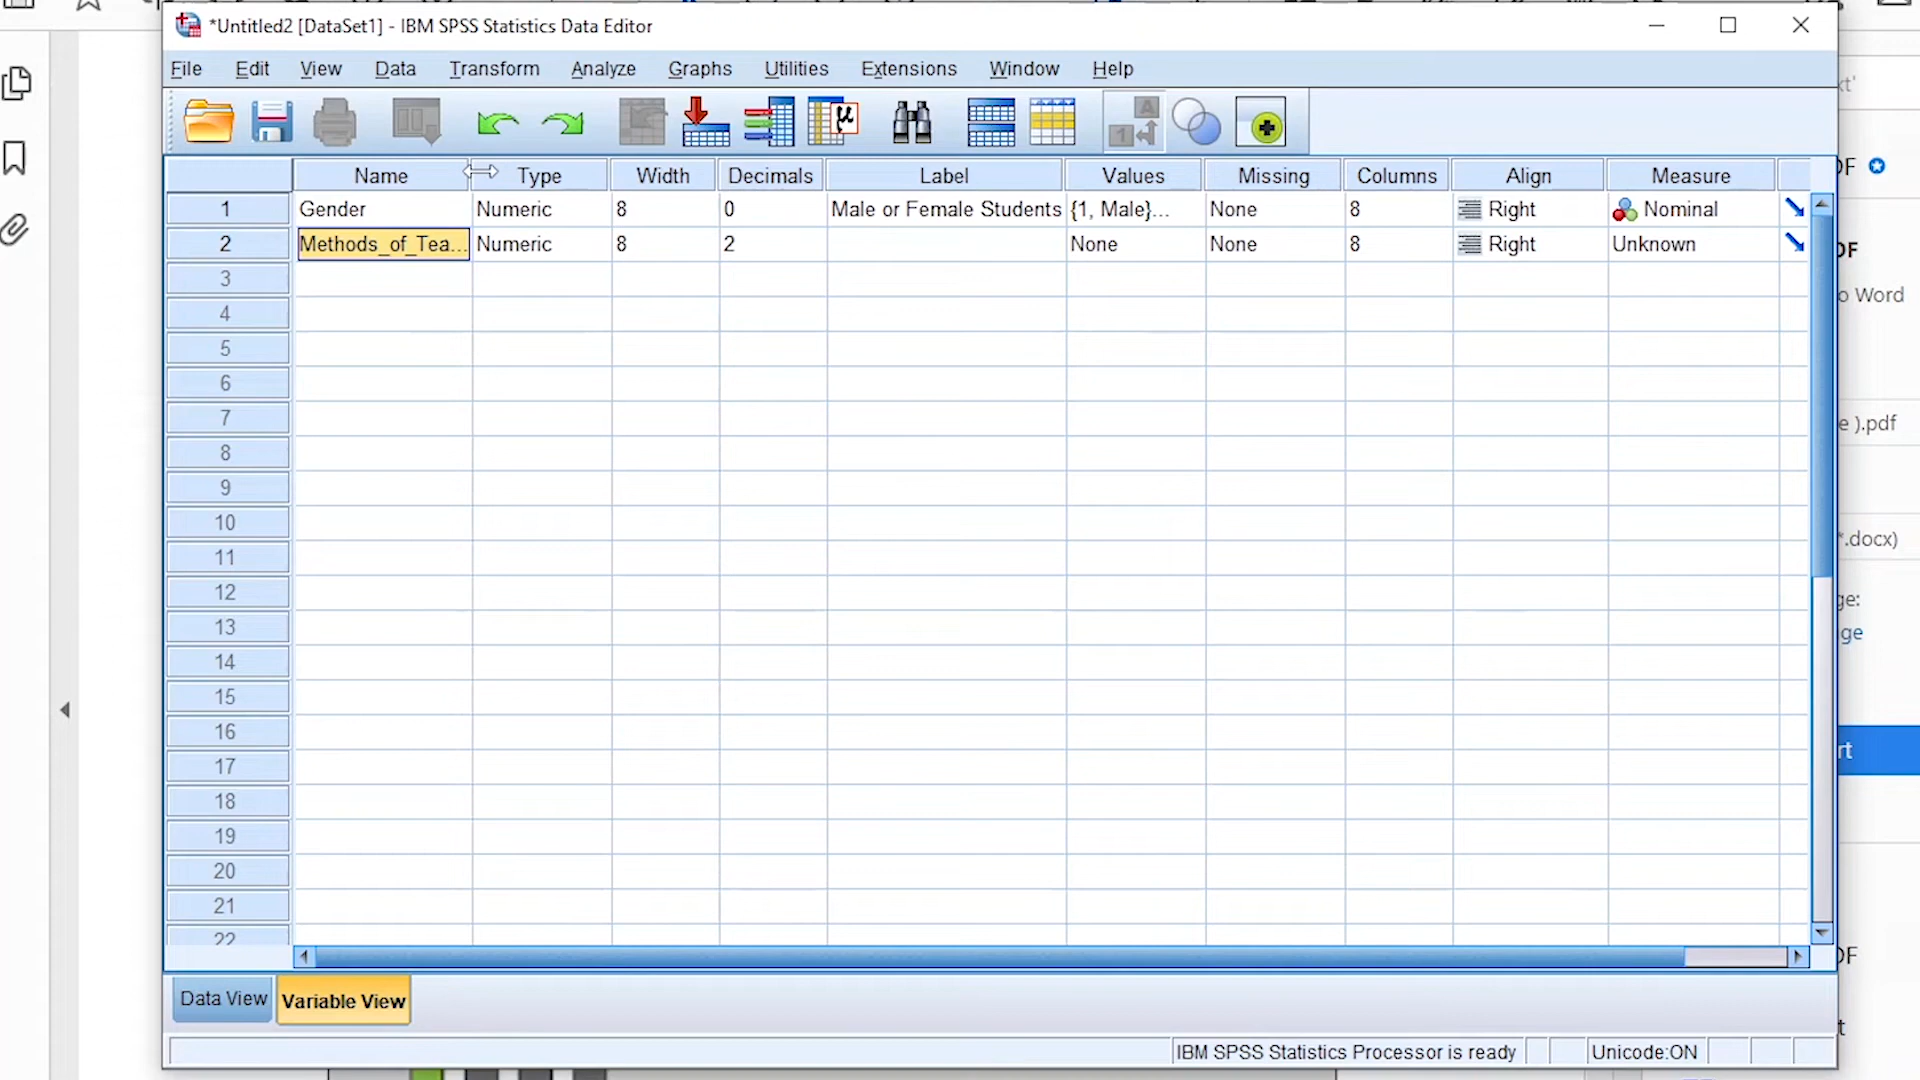 *Untitled2 [DataSet1] - IBM SPSS Statistics Data Editor
File Edit View Data Transform Analyze Graphs Utilities Extensions Window Help
Name Type Width Decimals Label Values Missing Columns Align Measure
1 Gender Numeric 8 0 Male or Female Students {1, Male}... None 8 Right Nominal
2 Methods_of_Tea... Numeric 8 2 None None 8 Right Unknown
3
4
5
6
7
8
9
10
11
12
13
14
15
16
17
18
19
20
21
22
Data View Variable View
IBM SPSS Statistics Processor is ready Unicode:ON
o Word
e ).pdf
*.docx)
ge:
ge